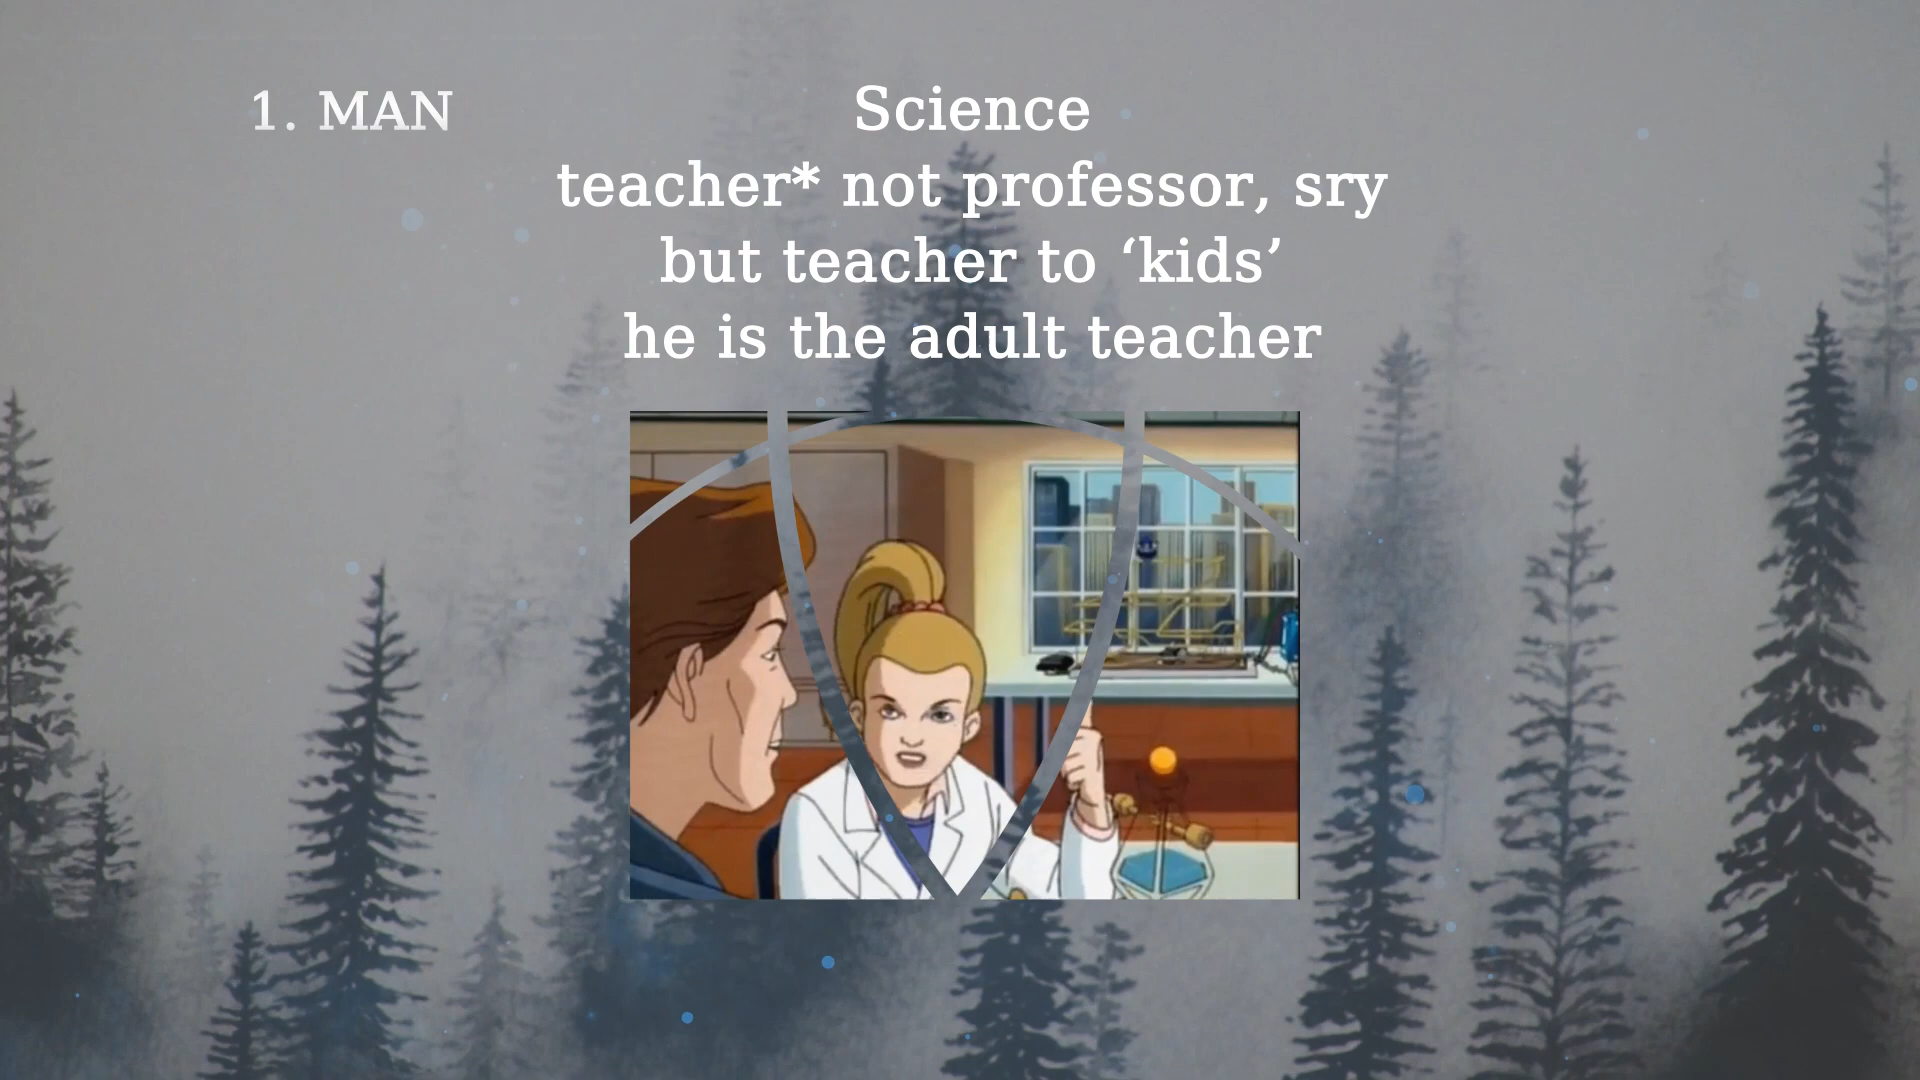 1. MAN
Science
teacher* not professor, sry
but teacher to ‘kids’
he is the adult teacher